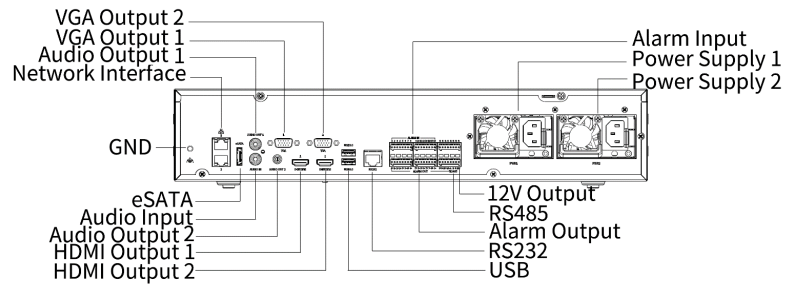 VGA Output 2
VGA Output 1
Audio Output 1
Network Interface
Alarm Input
Power Supply 1
Power Supply 2
GND
eSATA
Audio Input
Audio Output 2
HDMI Output 1
HDMI Output 2
12V Output
RS485
Alarm Output
RS232
USB